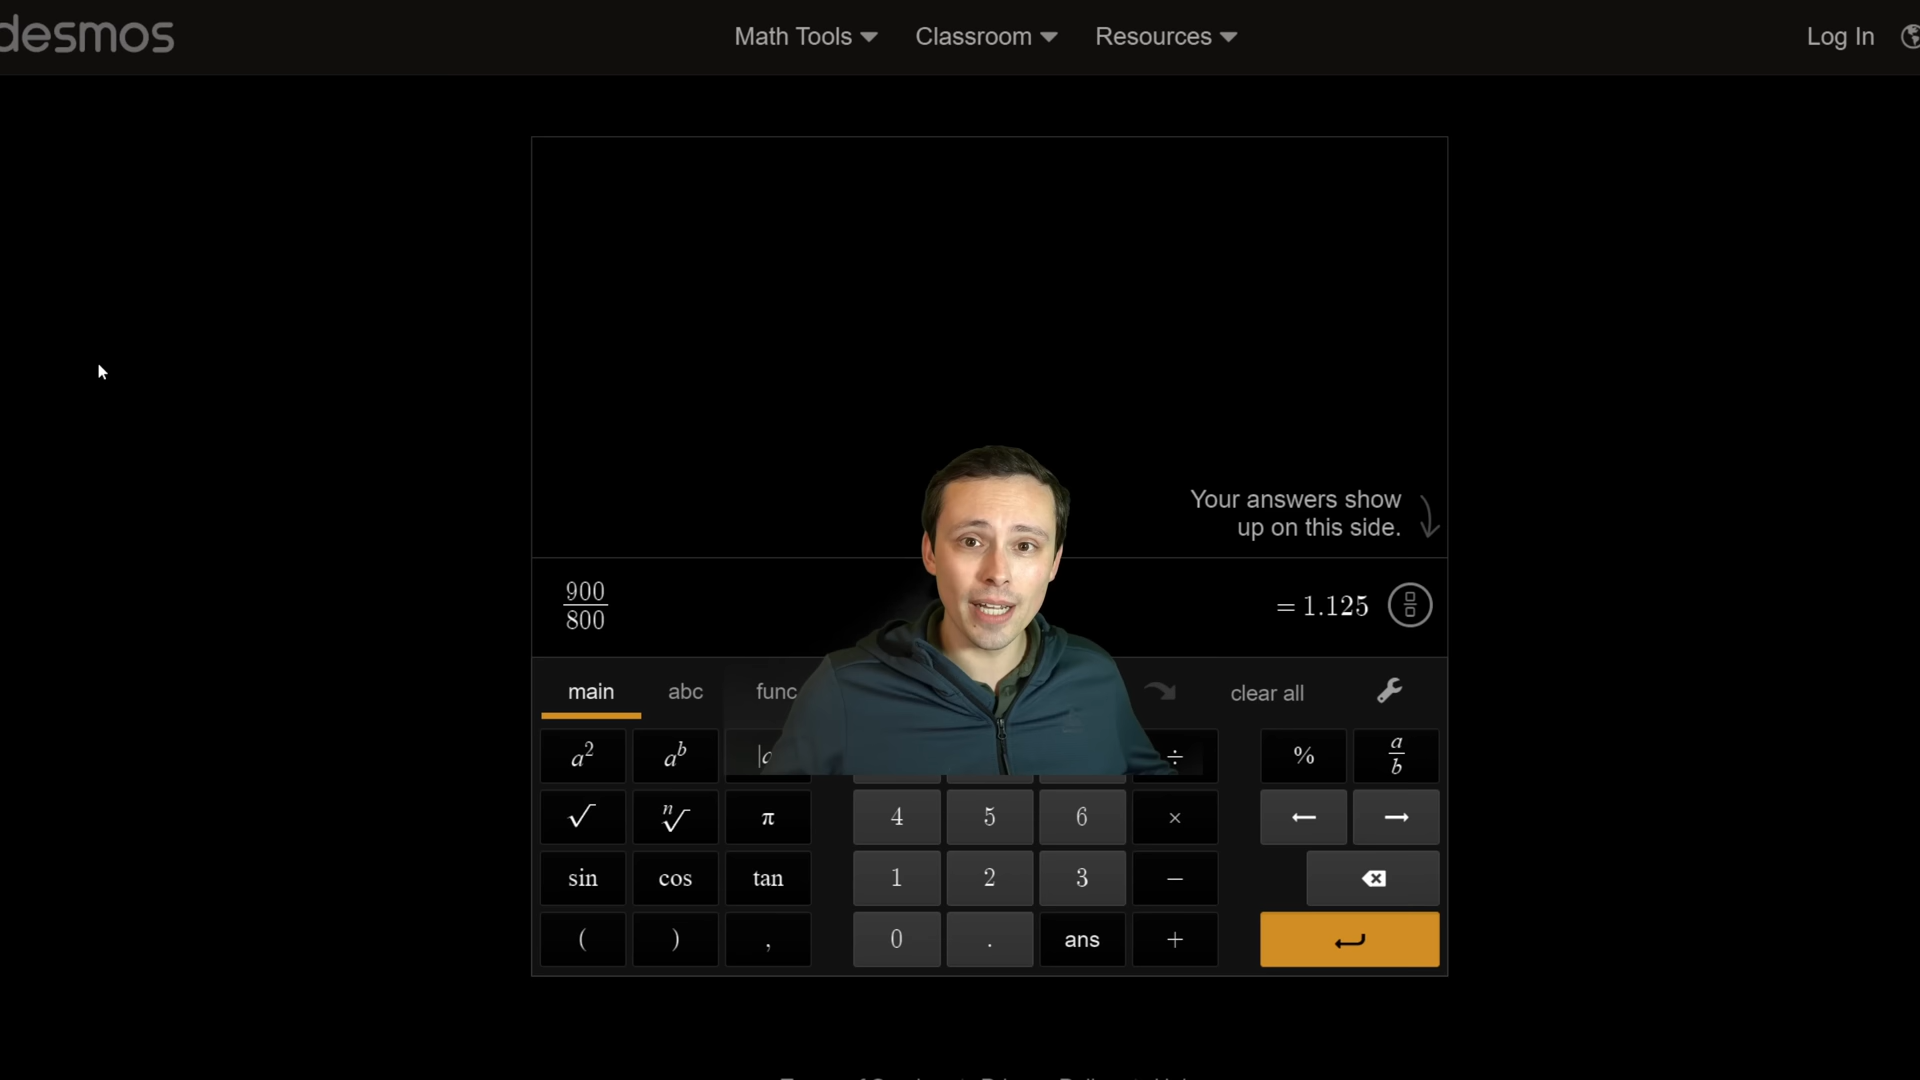 desmos
Math Tools
Classroom
Resources
Log In
Your answers show
up on this side.
900
800
= 1.125
main
abc
func
clear all
a²
aᵇ
÷
%
a
b
√
ⁿ√
π
4
5
6
×
←
→
sin
cos
tan
1
2
3
−
(
)
,
0
.
ans
+